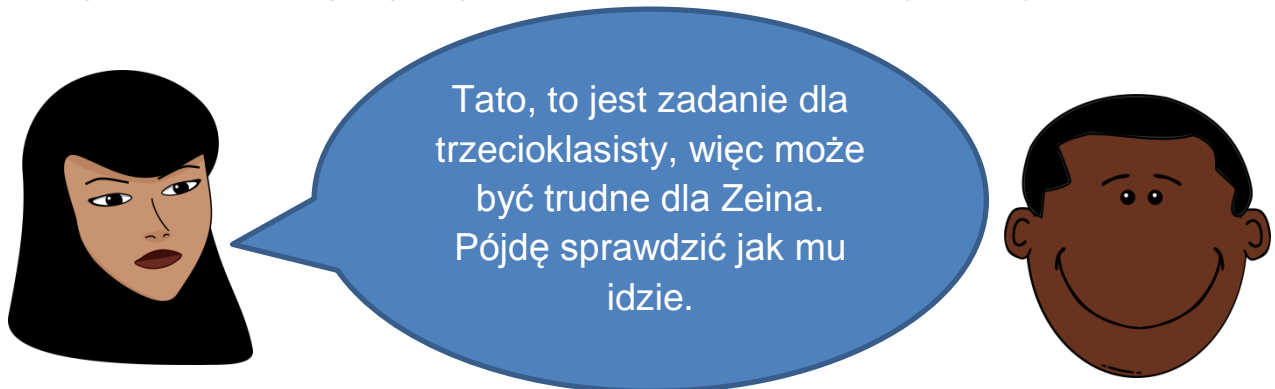 Tato, to jest zadanie dla
trzecioklasisty, więc może
być trudne dla Zeina.
Pójdę sprawdzić jak mu
idzie.